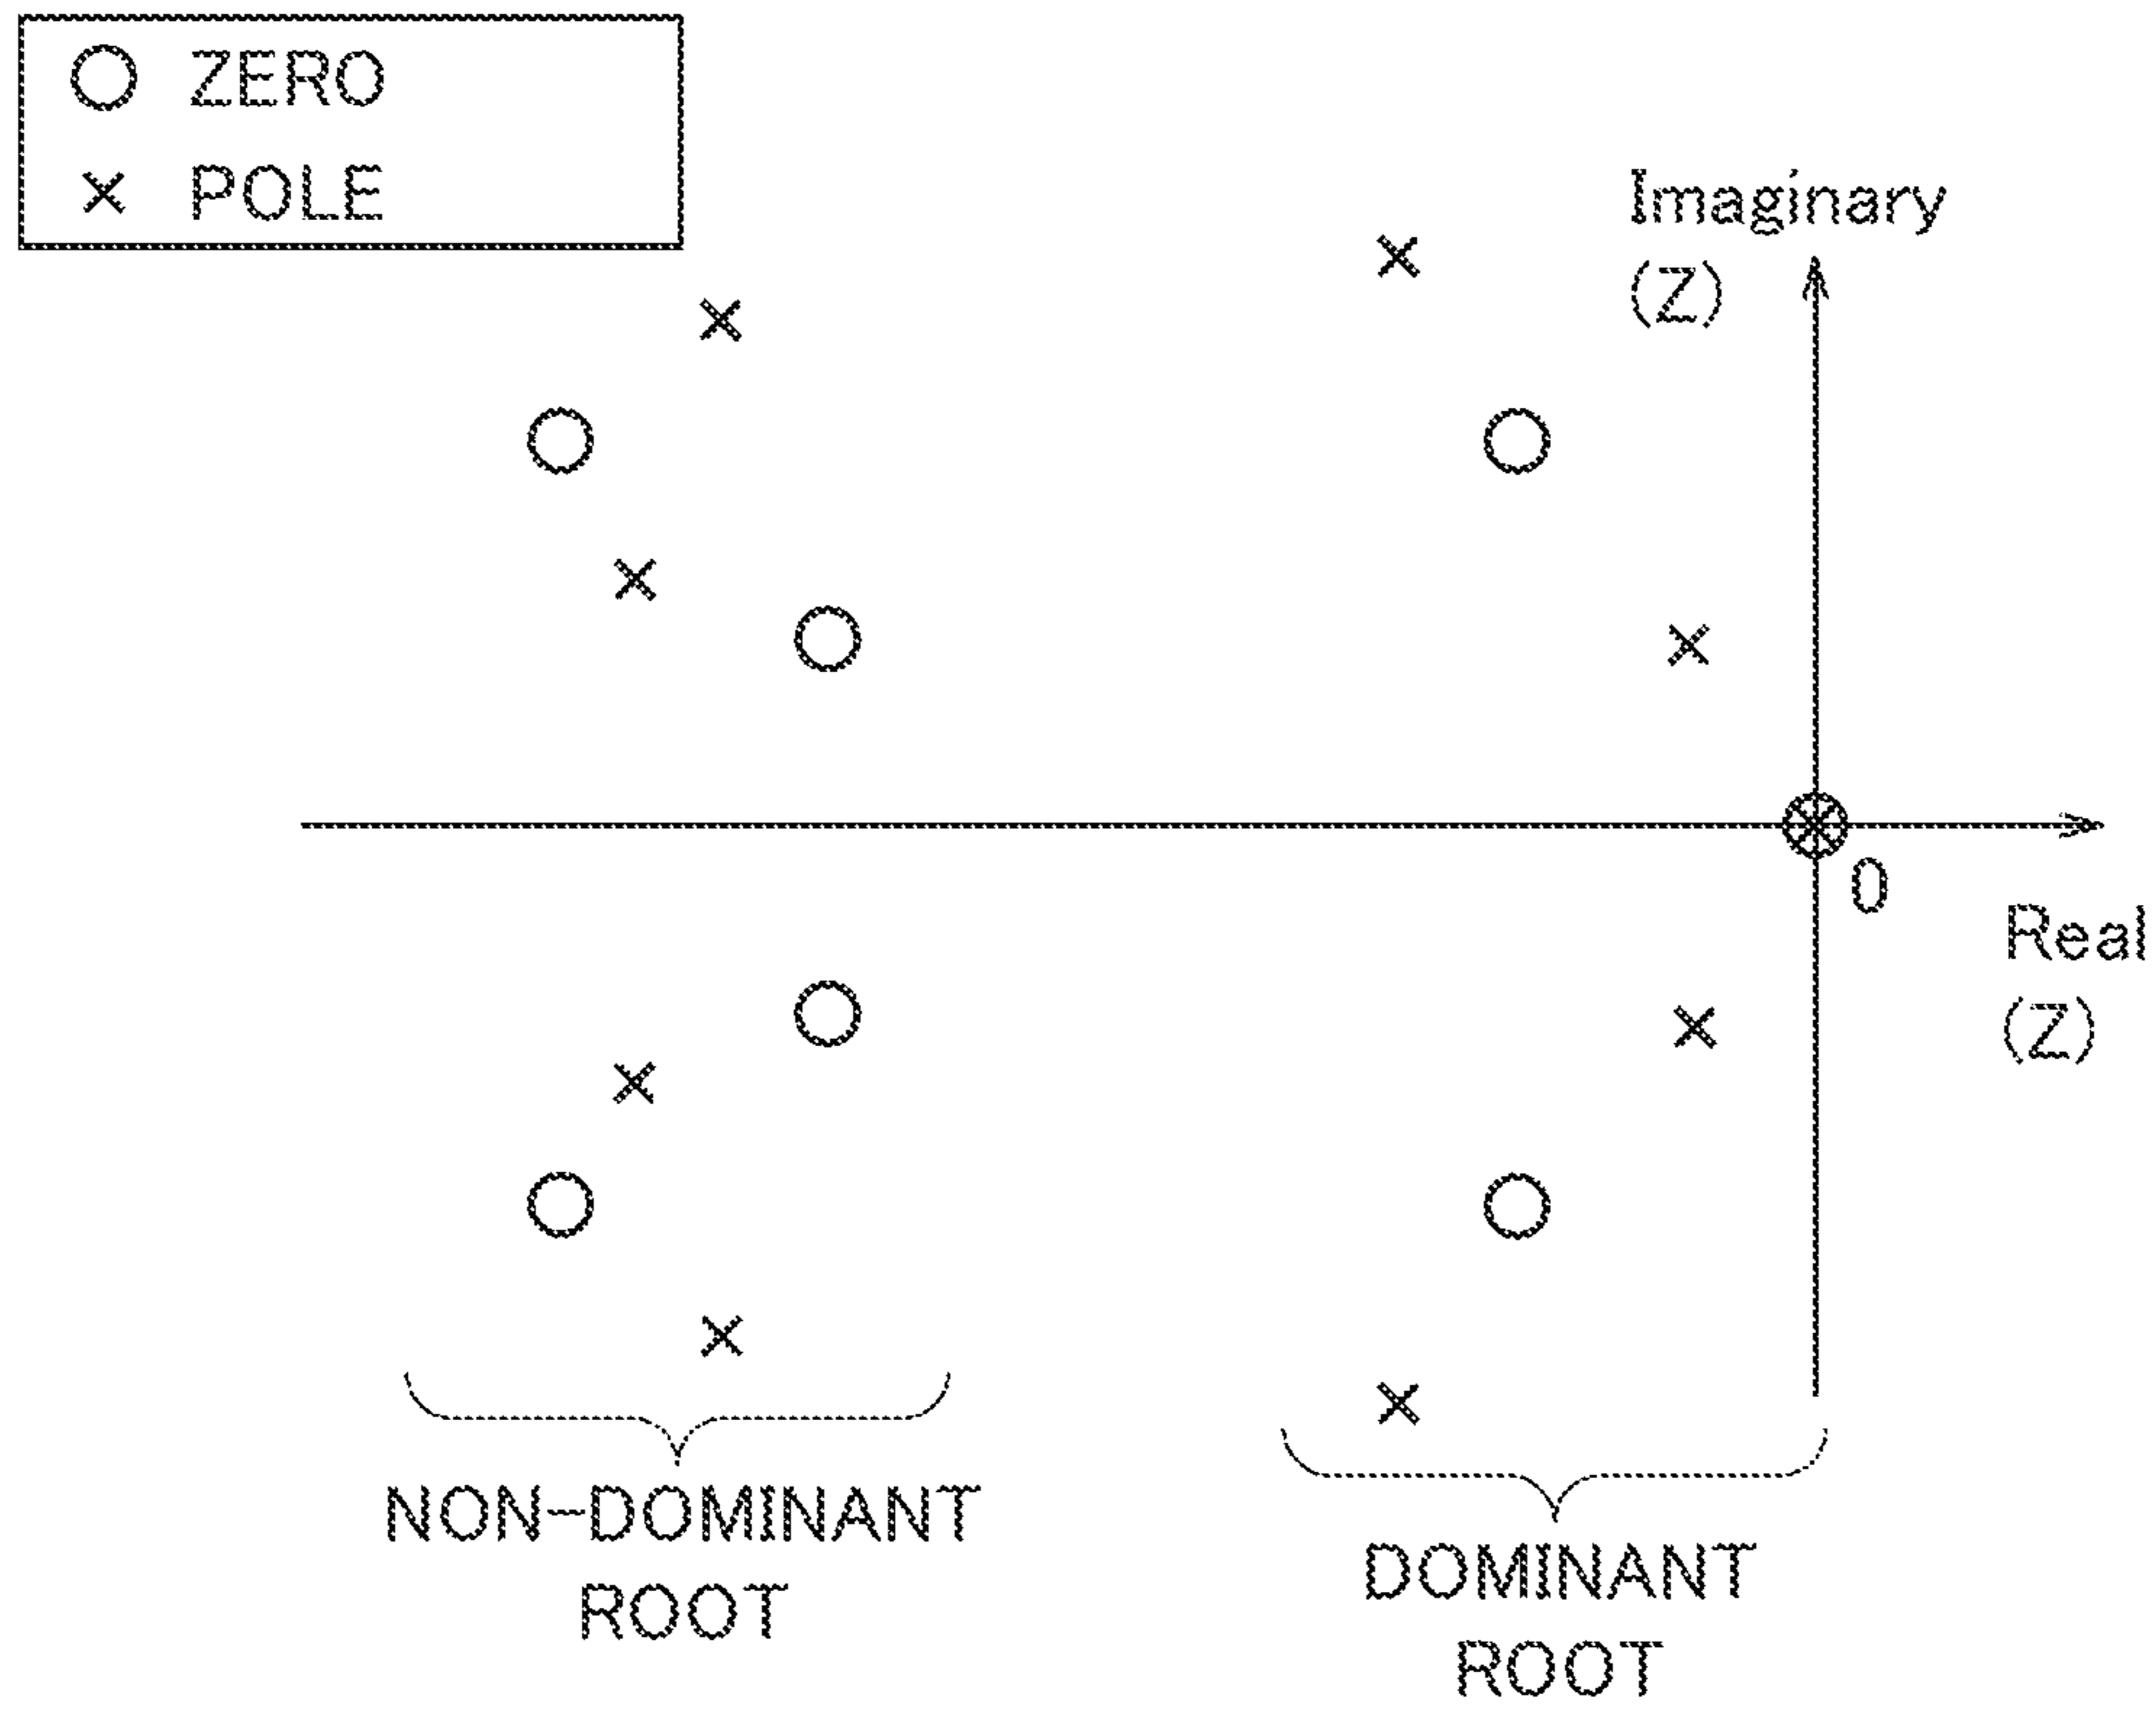 ZERO
POLE
Imaginary
(Z)
0
Real
(Z)
NON-DOMINANT
ROOT
DOMINANT
ROOT